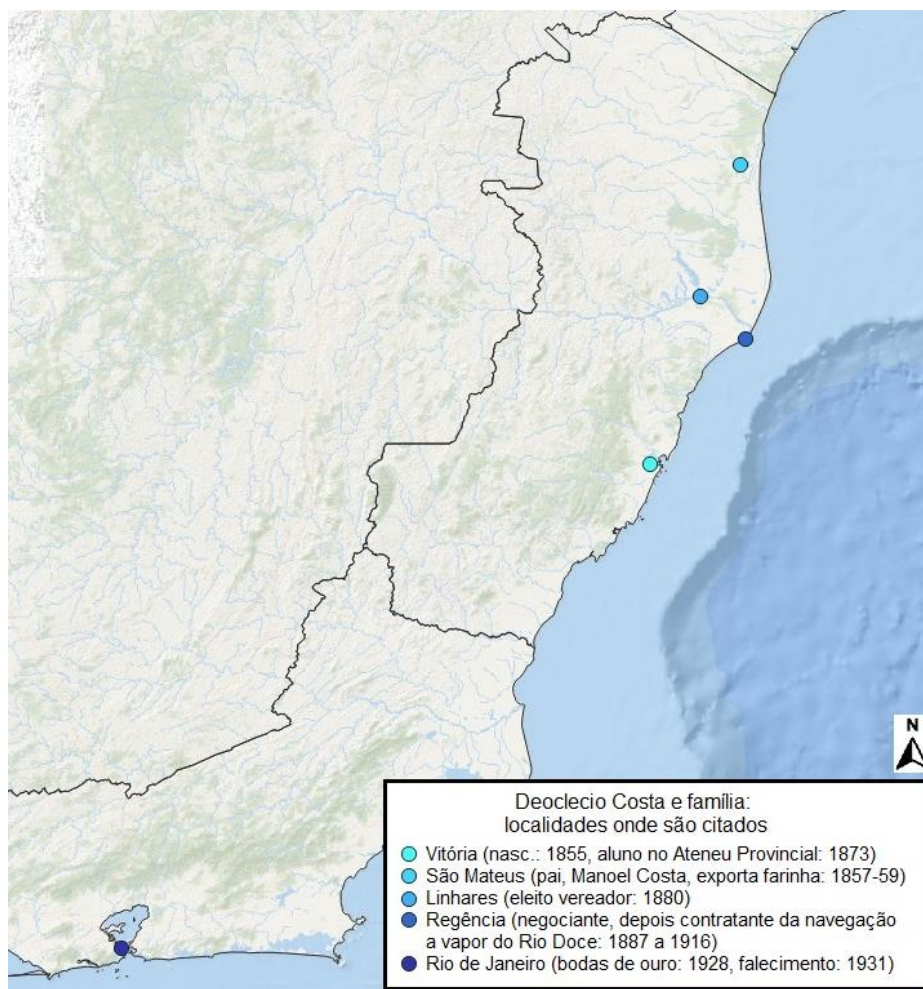 N
Deoclecio Costa e família:
localidades onde são citados
Vitória (nasc.: 1855, aluno no Ateneu Provincial: 1873)
São Mateus (pai, Manoel Costa, exporta farinha: 1857-59)
Linhares (eleito vereador: 1880)
Regência (negociante, depois contratante da navegação
a vapor do Rio Doce: 1887 a 1916)
Rio de Janeiro (bodas de ouro: 1928, falecimento: 1931)